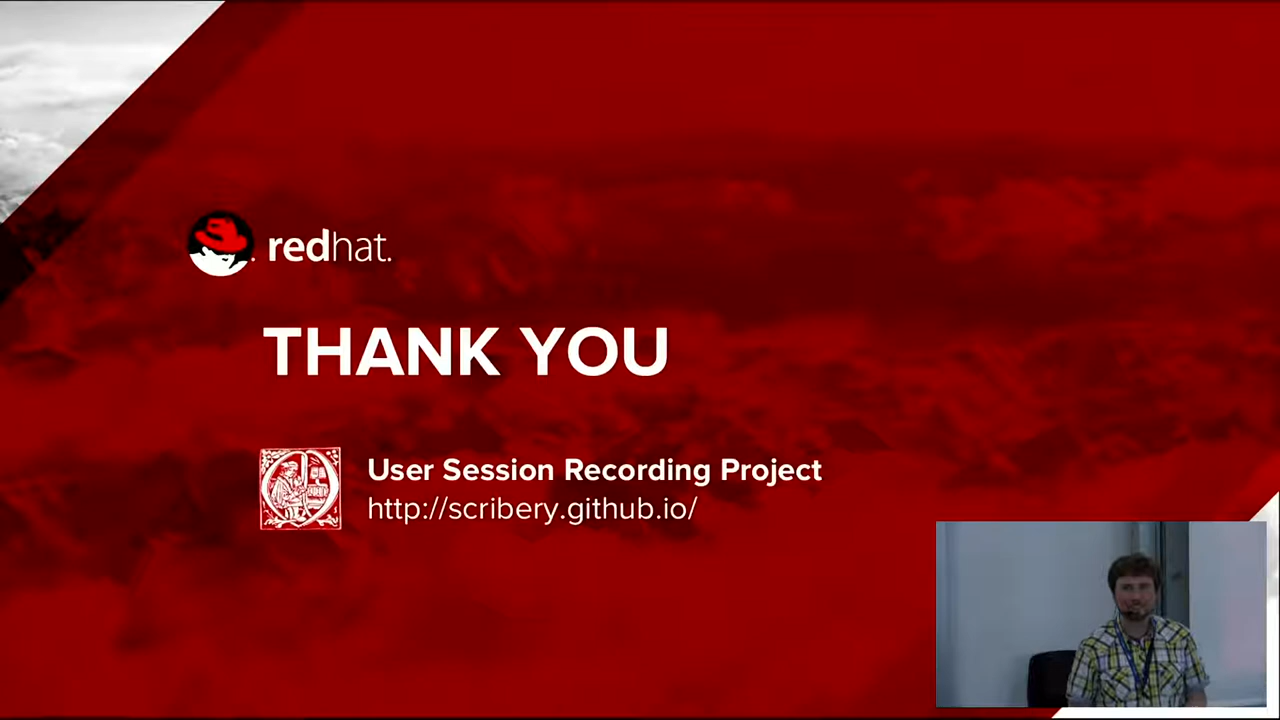 redhat.
THANK YOU
User Session Recording Project
http://scribery.github.io/